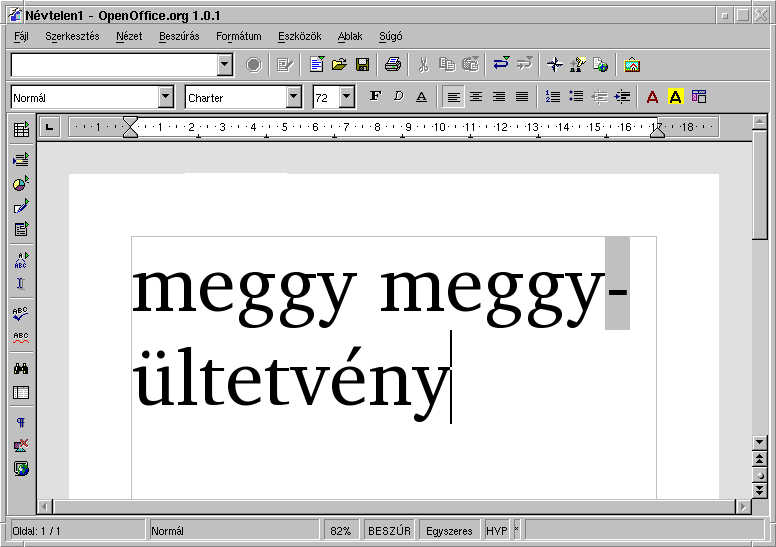 Névtelen1 - OpenOffice.org 1.0.1
Fájl Szerkesztés Nézet Beszúrás Formátum Eszközök Ablak Súgó
Normál Charter 72 F D A
1 1 2 3 4 5 6 7 8 9 10 11 12 13 14 15 16 17 18
meggy meggy-
ültetvény
Oldal: 1 / 1 Normál 82% BESZÚR Egyszeres HYP *